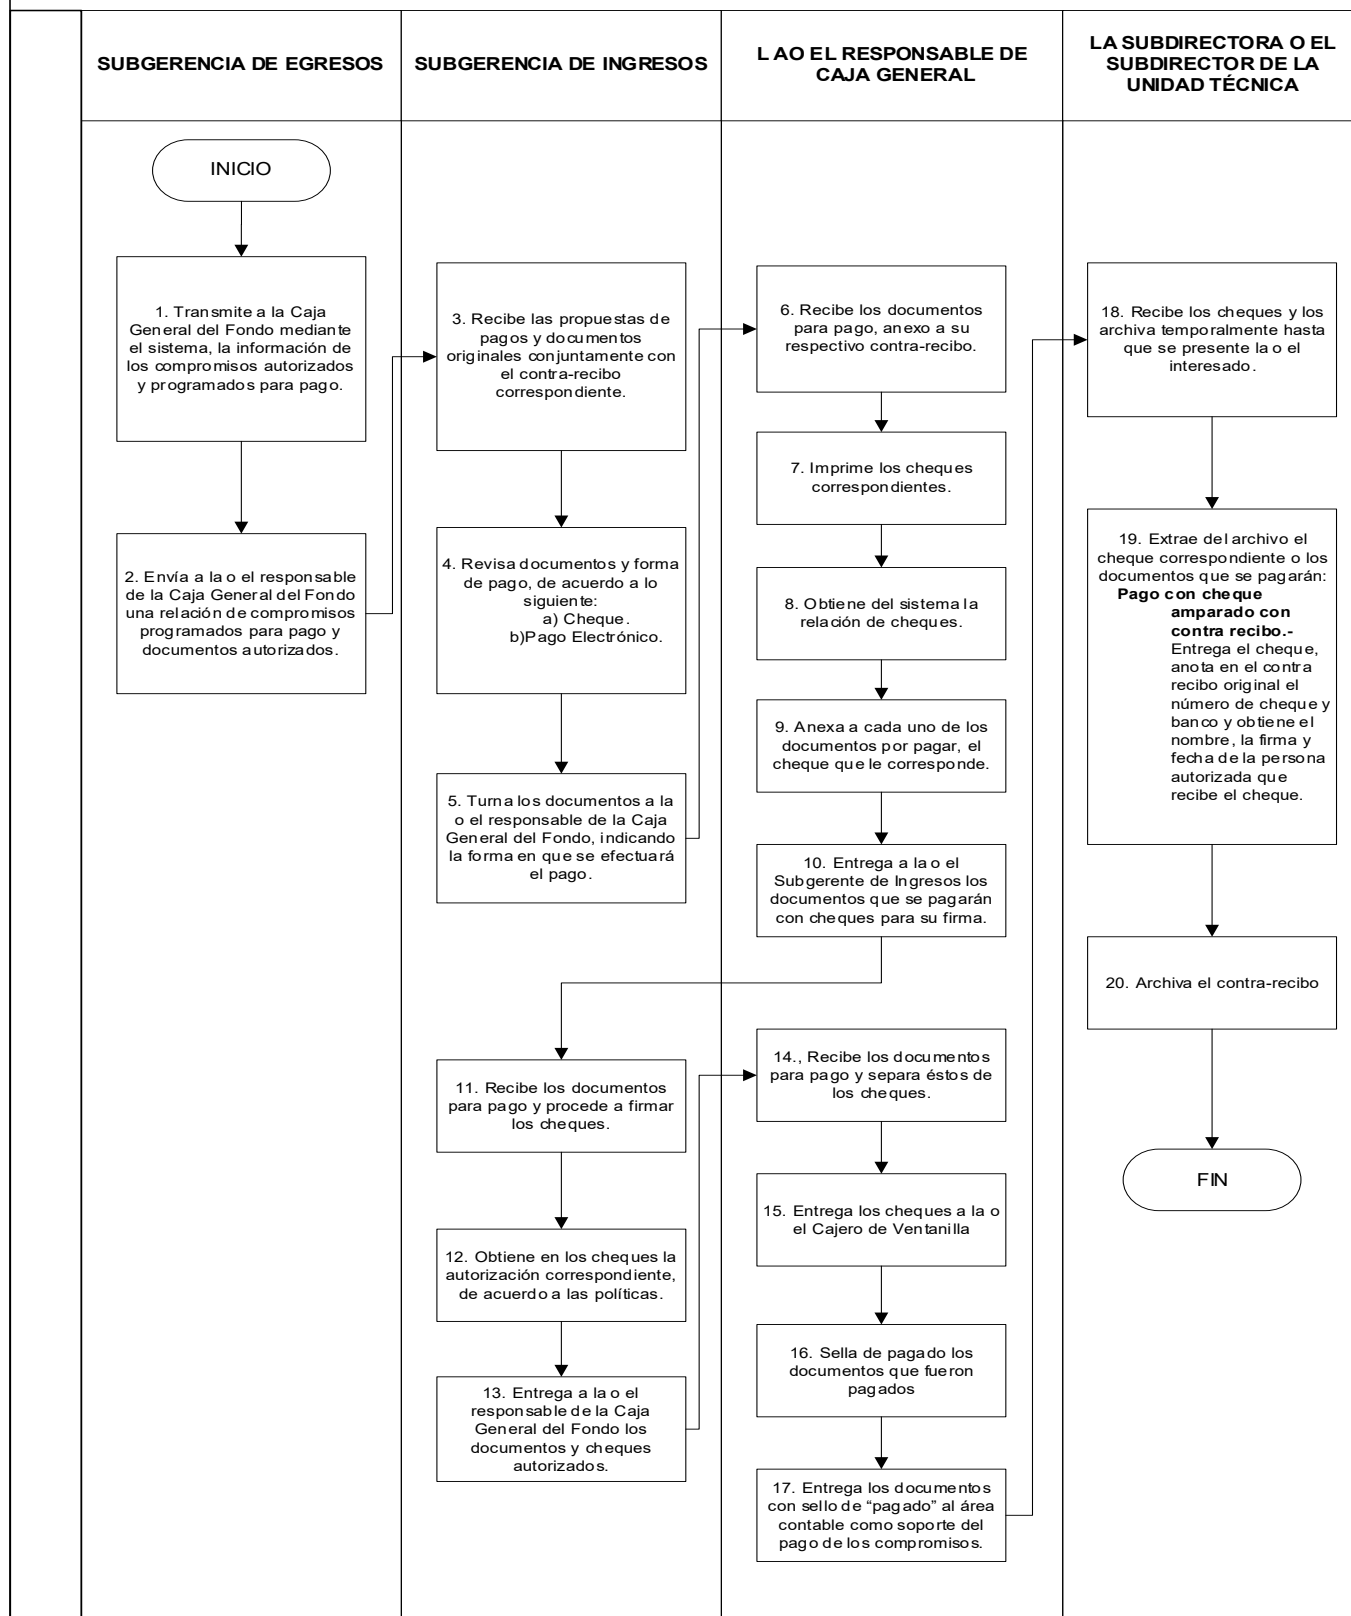 SUBGERENCIA DE EGRESOS
SUBGERENCIA DE INGRESOS
L AO EL RESPONSABLE DE
CAJA GENERAL
LA SUBDIRECTORA O EL
SUBDIRECTOR DE LA
UNIDAD TÉCNICA
INICIO
1. Transmite a la Caja
General del Fondo mediante
el sistema, la información de
los compromisos autorizados
y programados para pago.
2. Envía a la o el responsable
de la Caja General del Fondo
una relación de compromisos
programados para pago y
documentos autorizados.
3. Recibe las propuestas de
pagos y documentos
originales conjuntamente con
el contra-recibo
correspondiente.
4. Revisa documentos y forma
de pago, de acuerdo a lo
siguiente:
a) Cheque.
b)Pago Electrónico.
5. Turna los documentos a la
o el responsable de la Caja
General del Fondo, indicando
la forma en que se efectuará
el pago.
6. Recibe los documentos
para pago, anexo a su
respectivo contra-recibo.
7. Imprime los cheques
correspondientes.
8. Obtiene del sistema la
relación de cheques.
9. Anexa a cada uno de los
documentos por pagar, el
cheque que le corresponde.
10. Entrega a la o el
Subgerente de Ingresos los
documentos que se pagarán
con cheques para su firma.
11. Recibe los documentos
para pago y procede a firmar
los cheques.
12. Obtiene en los cheques la
autorización correspondiente,
de acuerdo a las políticas.
13. Entrega a la o el
responsable de la Caja
General del Fondo los
documentos y cheques
autorizados.
14., Recibe los documentos
para pago y separa éstos de
los cheques.
15. Entrega los cheques a la o
el Cajero de Ventanilla
16. Sella de pagado los
documentos que fueron
pagados
17. Entrega los documentos
con sello de “pagado” al área
contable como soporte del
pago de los compromisos.
18. Recibe los cheques y los
archiva temporalmente hasta
que se presente la o el
interesado.
19. Extrae del archivo el
cheque correspondiente o los
documentos que se pagarán:
Pago con cheque
amparado con
contra recibo.-
Entrega el cheque,
anota en el contra
recibo original el
número de cheque y
banco y obtiene el
nombre, la firma y
fecha de la persona
autorizada que
recibe el cheque.
20. Archiva el contra-recibo
FIN